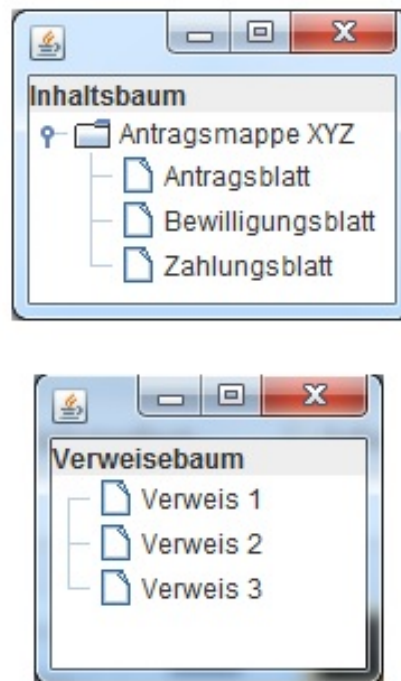 Inhaltsbaum
Antragsmappe XYZ
Antragsblatt
Bewilligungsblatt
Zahlungsblatt
Verweisebaum
Verweis 1
Verweis 2
Verweis 3